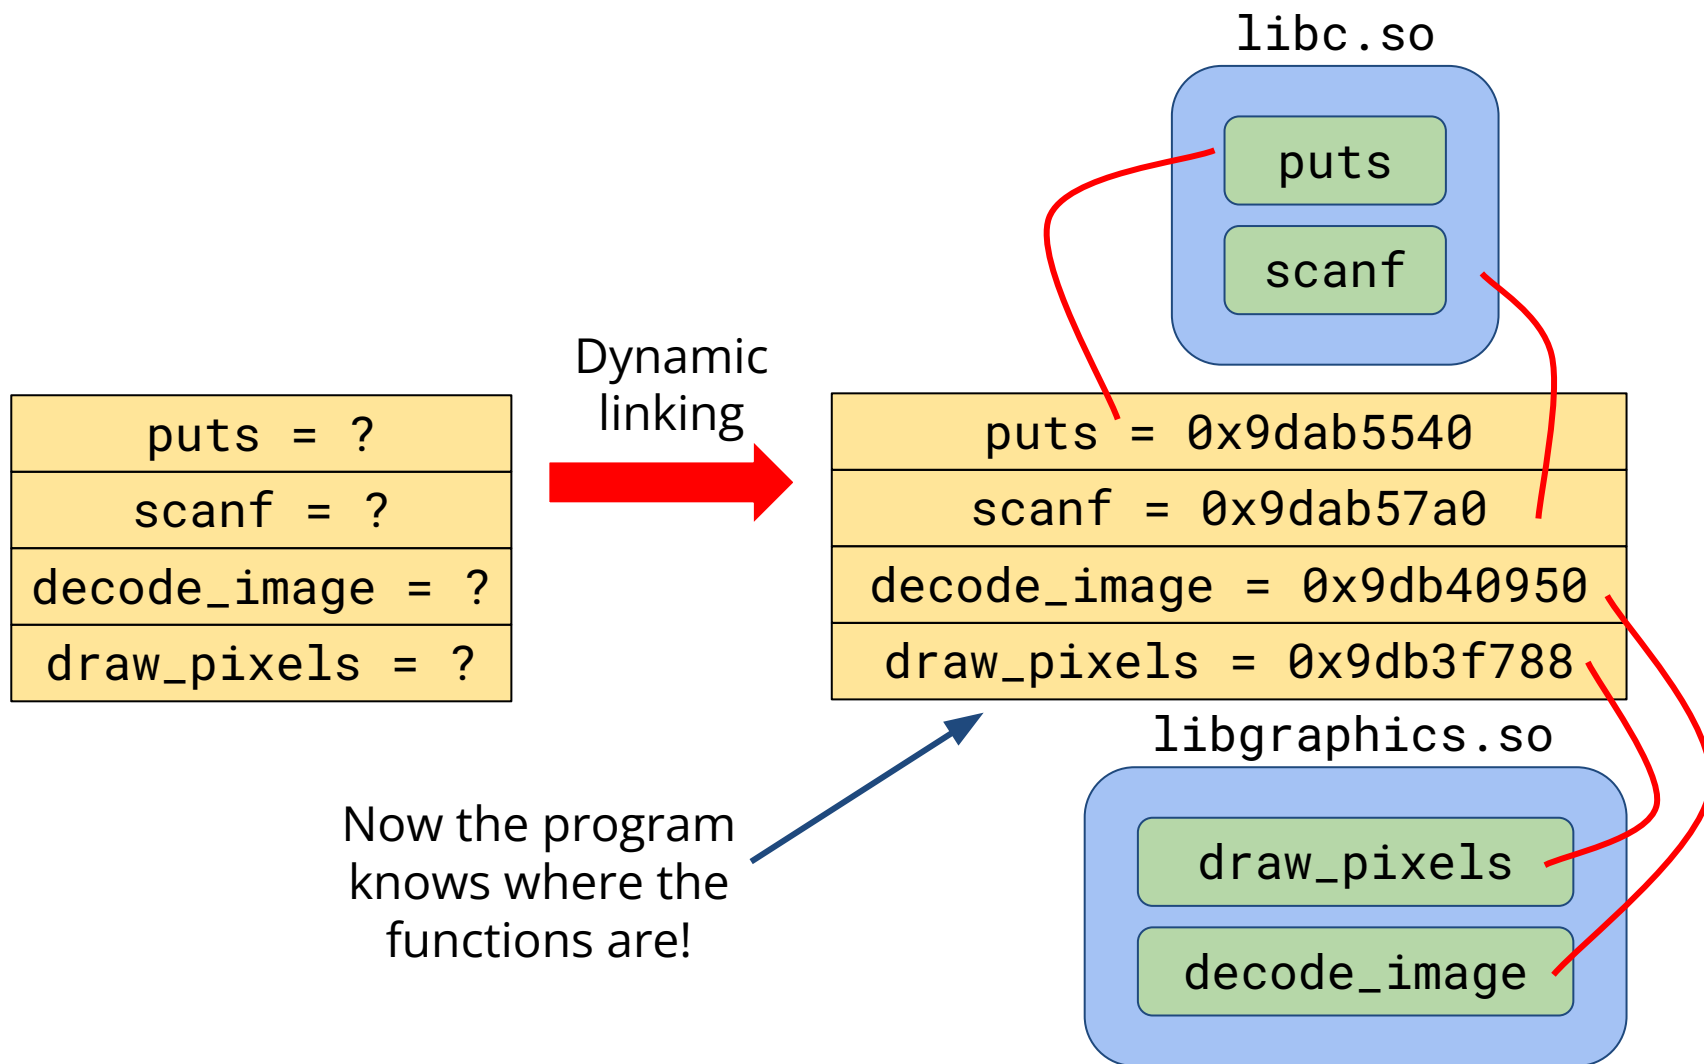 libc.so
puts
scanf
Dynamic
linking
puts = ?
scanf = ?
decode_image = ?
draw_pixels = ?
puts = 0x9dab5540
scanf = 0x9dab57a0
decode_image = 0x9db40950
draw_pixels = 0x9db3f788
Now the program
knows where the
functions are!
libgraphics.so
draw_pixels
decode_image